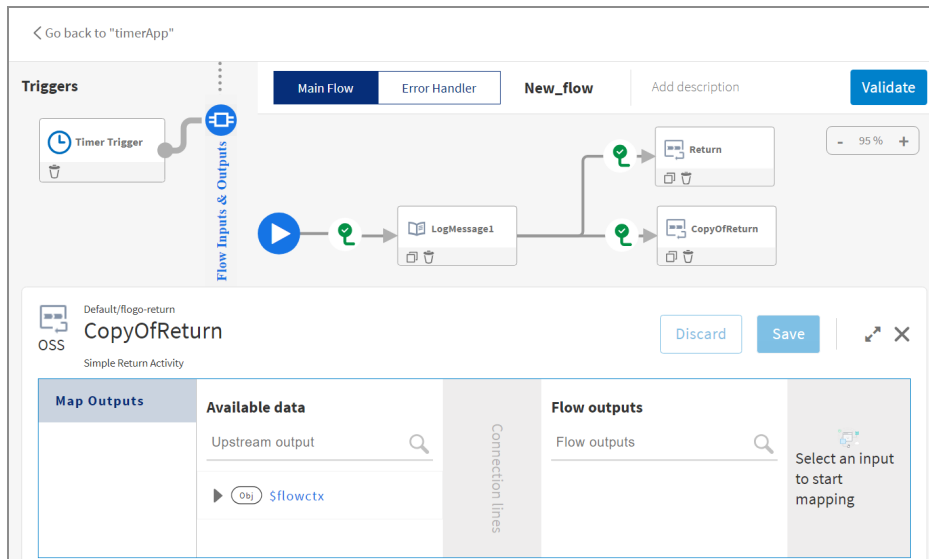 Go back to "timerApp"
Triggers
Main Flow
Error Handler
New_flow
Add description
Validate
Timer Trigger
Flow Inputs & Outputs
- 95 % +
Return
LogMessage1
CopyOfReturn
OSS
Default/flogo-return
CopyOfReturn
Simple Return Activity
Discard
Save
Map Outputs
Available data
Upstream output
Obj $flowctx
Connection lines
Flow outputs
Flow outputs
Select an input
to start
mapping